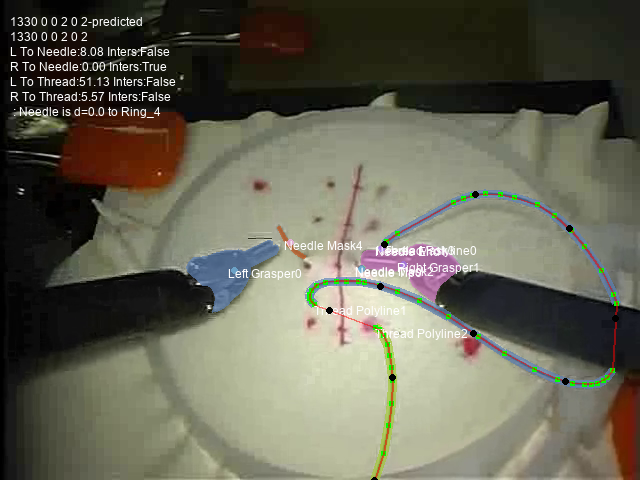 1330 0 0 2 0 2-predicted
1330 0 0 2 0 2
L To Needle:8.08 Inters:False
R To Needle:0.00 Inters:True
L To Thread:51.13 Inters:False
R To Thread:5.57 Inters:False
: Needle is d=0.0 to Ring_4
Needle Mask4
Left Grasper0
Right Grasper1
Needle Mask2
Thread Polyline1
Thread Polyline2